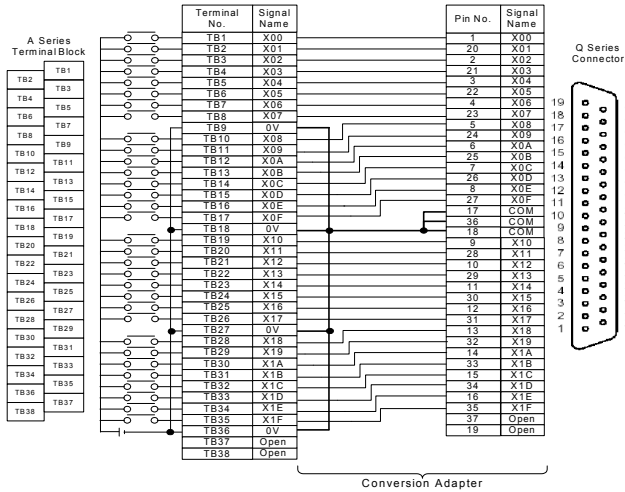 A Series
Terminal Block
TB1
TB2
TB3
TB4
TB5
TB6
TB7
TB8
TB9
TB10
TB11
TB12
TB13
TB14
TB15
TB16
TB17
TB18
TB19
TB20
TB21
TB22
TB23
TB24
TB25
TB26
TB27
TB28
TB29
TB30
TB31
TB32
TB33
TB34
TB35
TB36
TB37
TB38
Terminal No. Signal Name
TB1 X00
TB2 X01
TB3 X02
TB4 X03
TB5 X04
TB6 X05
TB7 X06
TB8 X07
TB9 0V
TB10 X08
TB11 X09
TB12 X0A
TB13 X0B
TB14 X0C
TB15 X0D
TB16 X0E
TB17 X0F
TB18 0V
TB19 X10
TB20 X11
TB21 X12
TB22 X13
TB23 X14
TB24 X15
TB25 X16
TB26 X17
TB27 0V
TB28 X18
TB29 X19
TB30 X1A
TB31 X1B
TB32 X1C
TB33 X1D
TB34 X1E
TB35 X1F
TB36 0V
TB37 Open
TB38 Open
Pin No. Signal Name
1 X00
20 X01
2 X02
21 X03
3 X04
22 X05
4 X06
23 X07
5 X08
24 X09
6 X0A
25 X0B
7 X0C
26 X0D
8 X0E
27 X0F
17 COM
36 COM
18 COM
9 X10
28 X11
10 X12
29 X13
11 X14
30 X15
12 X16
31 X17
13 X18
32 X19
14 X1A
33 X1B
15 X1C
34 X1D
16 X1E
35 X1F
37 Open
19 Open
Q Series
Connector
19
18
17
16
15
14
13
12
11
10
9
8
7
6
5
4
3
2
1
Conversion Adapter